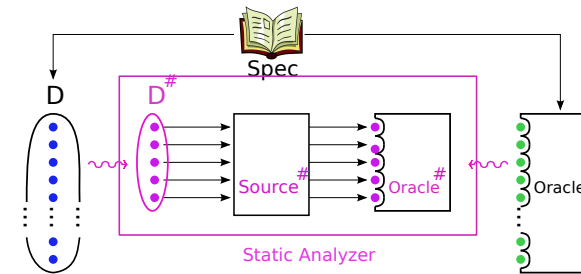 Spec
D
D#
Source#
Oracle#
Oracle
Static Analyzer